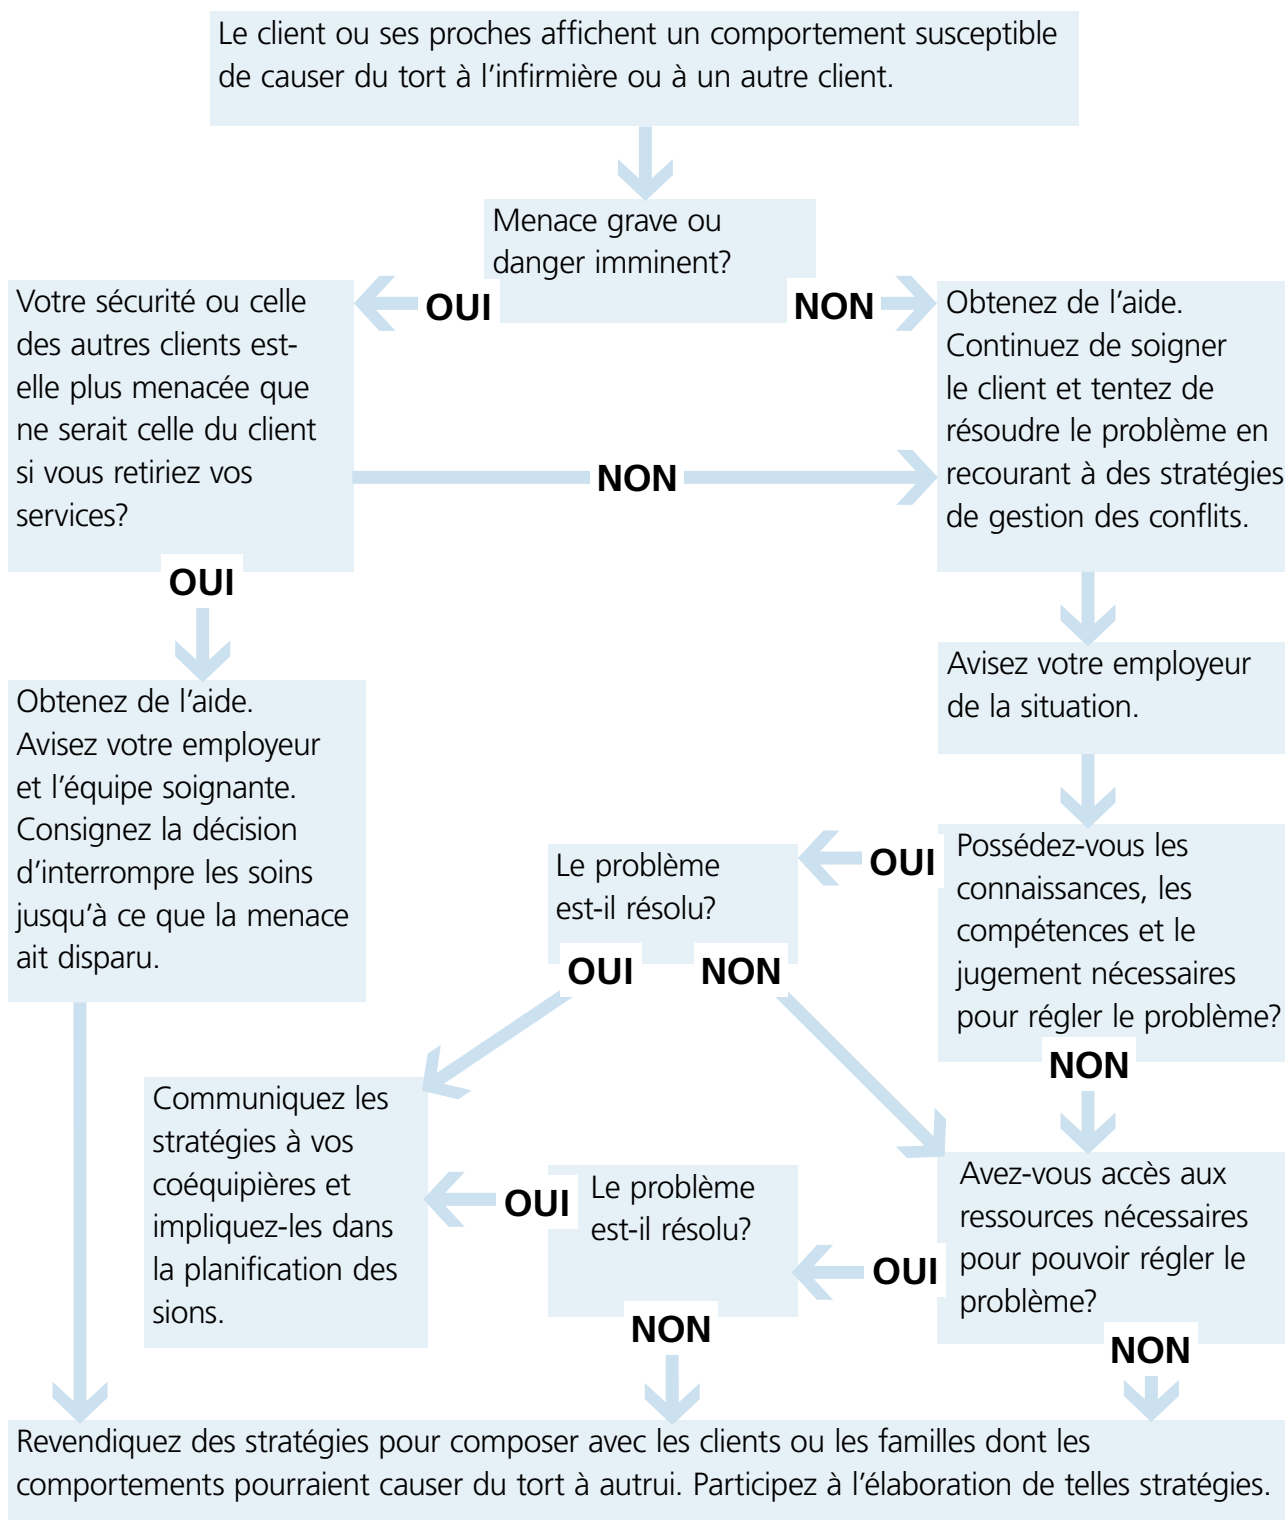 Le client ou ses proches affichent un comportement susceptible
de causer du tort à l’infirmière ou à un autre client.
Menace grave ou
danger imminent?
OUI
NON
Votre sécurité ou celle
des autres clients est-
elle plus menacée que
ne serait celle du client
si vous retiriez vos
services?
NON
OUI
Obtenez de l’aide.
Continuez de soigner
le client et tentez de
résoudre le problème en
recourant à des stratégies
de gestion des conflits.
Avisez votre employeur
de la situation.
Obtenez de l’aide.
Avisez votre employeur
et l’équipe soignante.
Consignez la décision
d’interrompre les soins
jusqu’à ce que la menace
ait disparu.
Possédez-vous les
connaissances, les
compétences et le
jugement nécessaires
pour régler le problème?
OUI
NON
Le problème
est-il résolu?
OUI
NON
Communiquez les
stratégies à vos
coéquipières et
impliquez-les dans
la planification des
sions.
Avez-vous accès aux
ressources nécessaires
pour pouvoir régler le
problème?
OUI
NON
Le problème
est-il résolu?
OUI
NON
Revendiquez des stratégies pour composer avec les clients ou les familles dont les
comportements pourraient causer du tort à autrui. Participez à l’élaboration de telles stratégies.